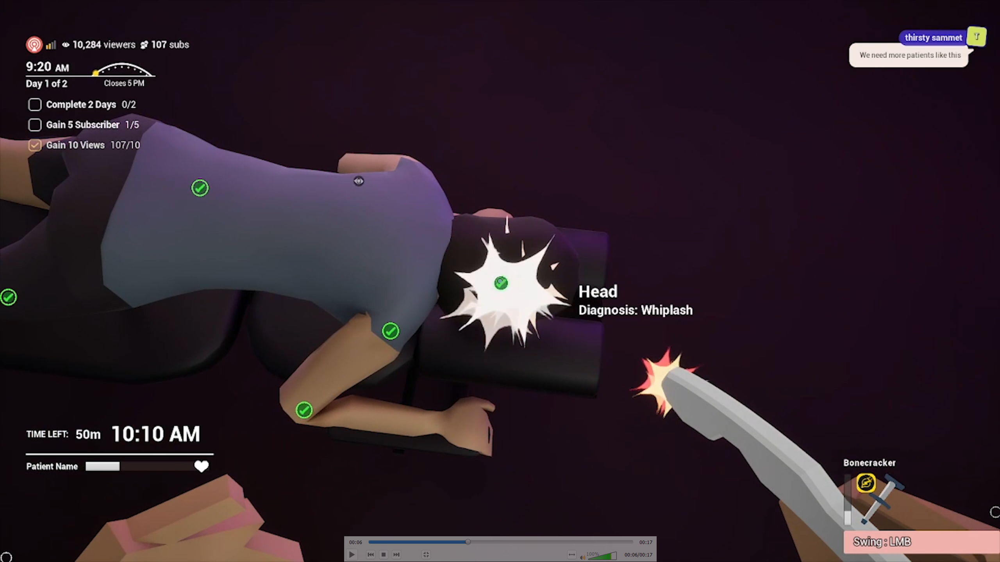 10,284 viewers 107 subs
9:20 AM
Day 1 of 2
Closes 5 PM
Complete 2 Days 0/2
Gain 5 Subscriber 1/5
Gain 10 Views 107/10
thirsty sammet
T
We need more patients like this
Head
Diagnosis: Whiplash
TIME LEFT: 50m 10:10 AM
Patient Name
Bonecracker
Swing : LMB
00:06
00:17
100%
00:06/00:17